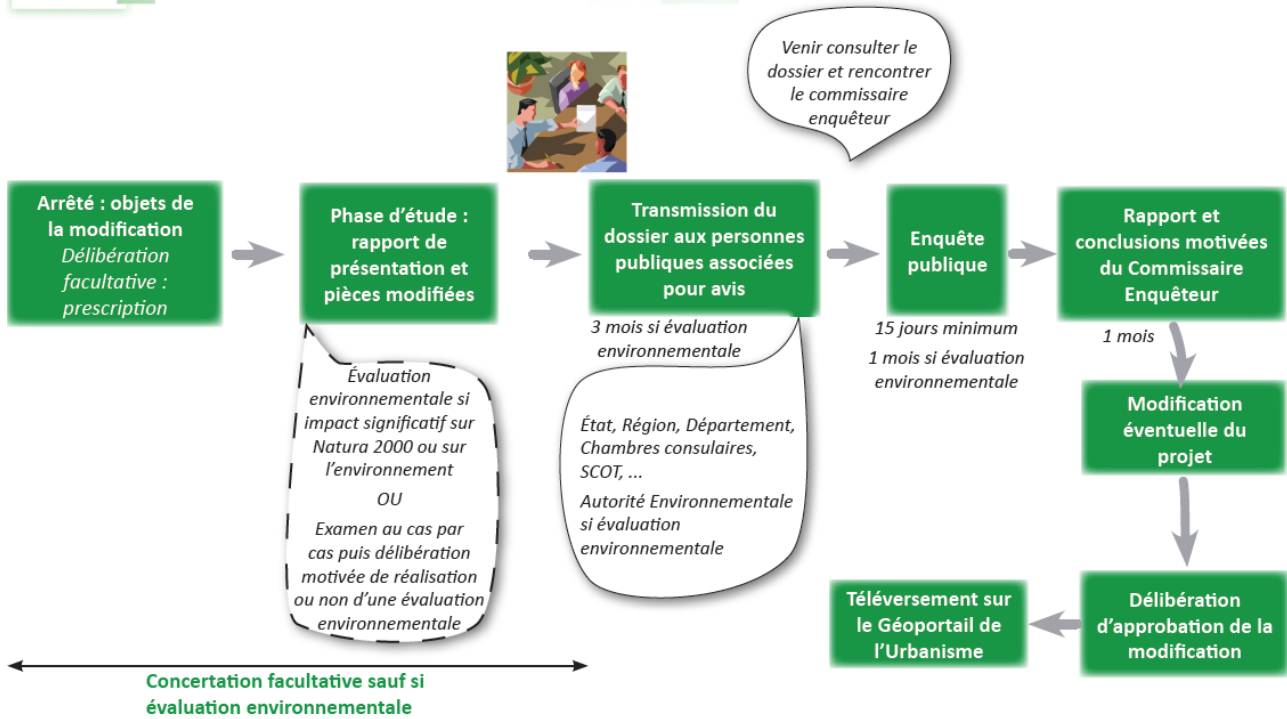 Venir consulter le
dossier et rencontrer
le commissaire
enquêteur
Arrêté : objets de
la modification
Délibération
facultative :
prescription
Phase d’étude :
rapport de
présentation et
pièces modifiées
Transmission du
dossier aux personnes
publiques associées
pour avis
Enquête
publique
Rapport et
conclusions motivées
du Commissaire
Enquêteur
3 mois si évaluation
environnementale
15 jours minimum
1 mois si évaluation
environnementale
1 mois
Évaluation
environnementale si
impact significatif sur
Natura 2000 ou sur
l’environnement
OU
Examen au cas par
cas puis délibération
motivée de réalisation
ou non d’une évaluation
environnementale
État, Région, Département,
Chambres consulaires,
SCOT, ...
Autorité Environnementale
si évaluation
environnementale
Modification
éventuelle du
projet
Délibération
d’approbation de la
modification
Téléversement sur
le Géoportail de
l’Urbanisme
Concertation facultative sauf si
évaluation environnementale